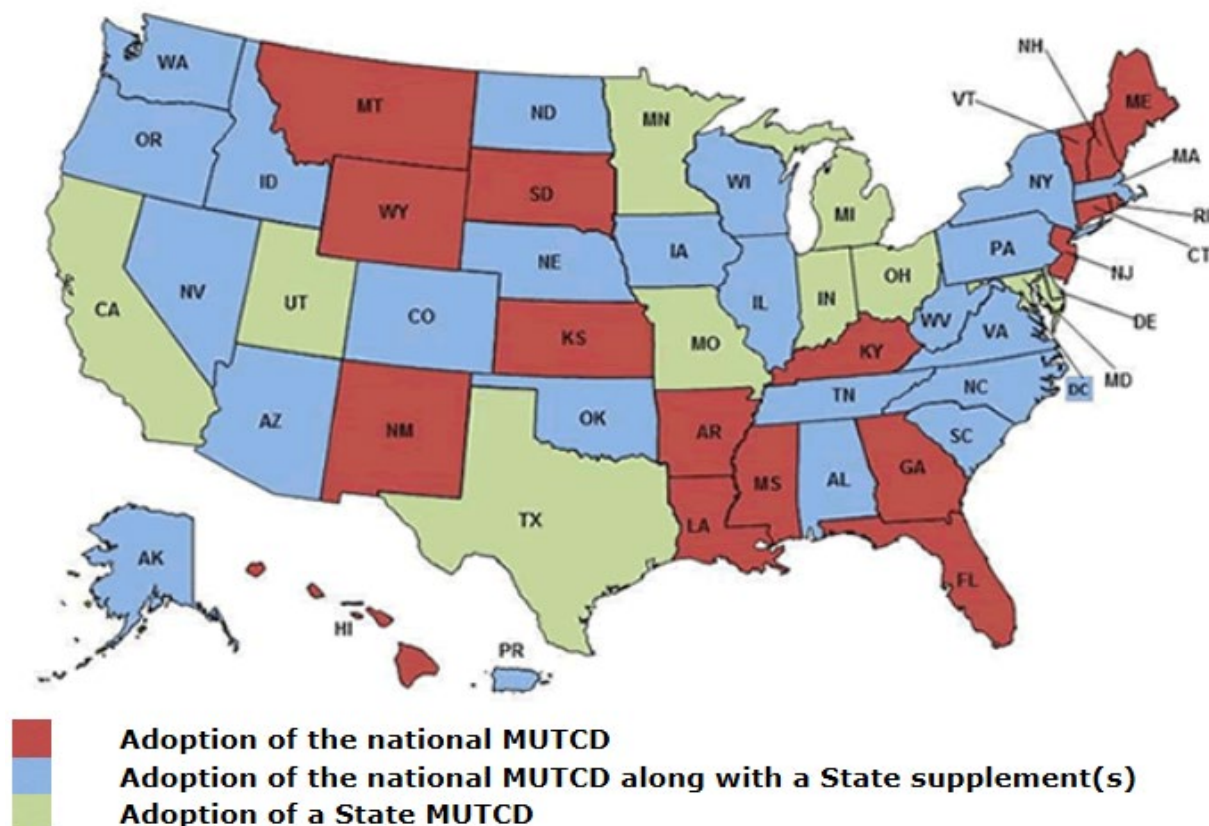 WA
MT
ND
MN
NH
VT
ME
OR
ID
WY
SD
WI
MI
NY
MA
RI
CT
NJ
PA
CA
NV
UT
CO
NE
IA
IL
IN
OH
DE
MD
DC
WV
VA
KS
MO
KY
AZ
NM
OK
AR
TN
NC
SC
TX
LA
MS
AL
GA
FL
AK
HI
PR
Adoption of the national MUTCD
Adoption of the national MUTCD along with a State supplement(s)
Adoption of a State MUTCD